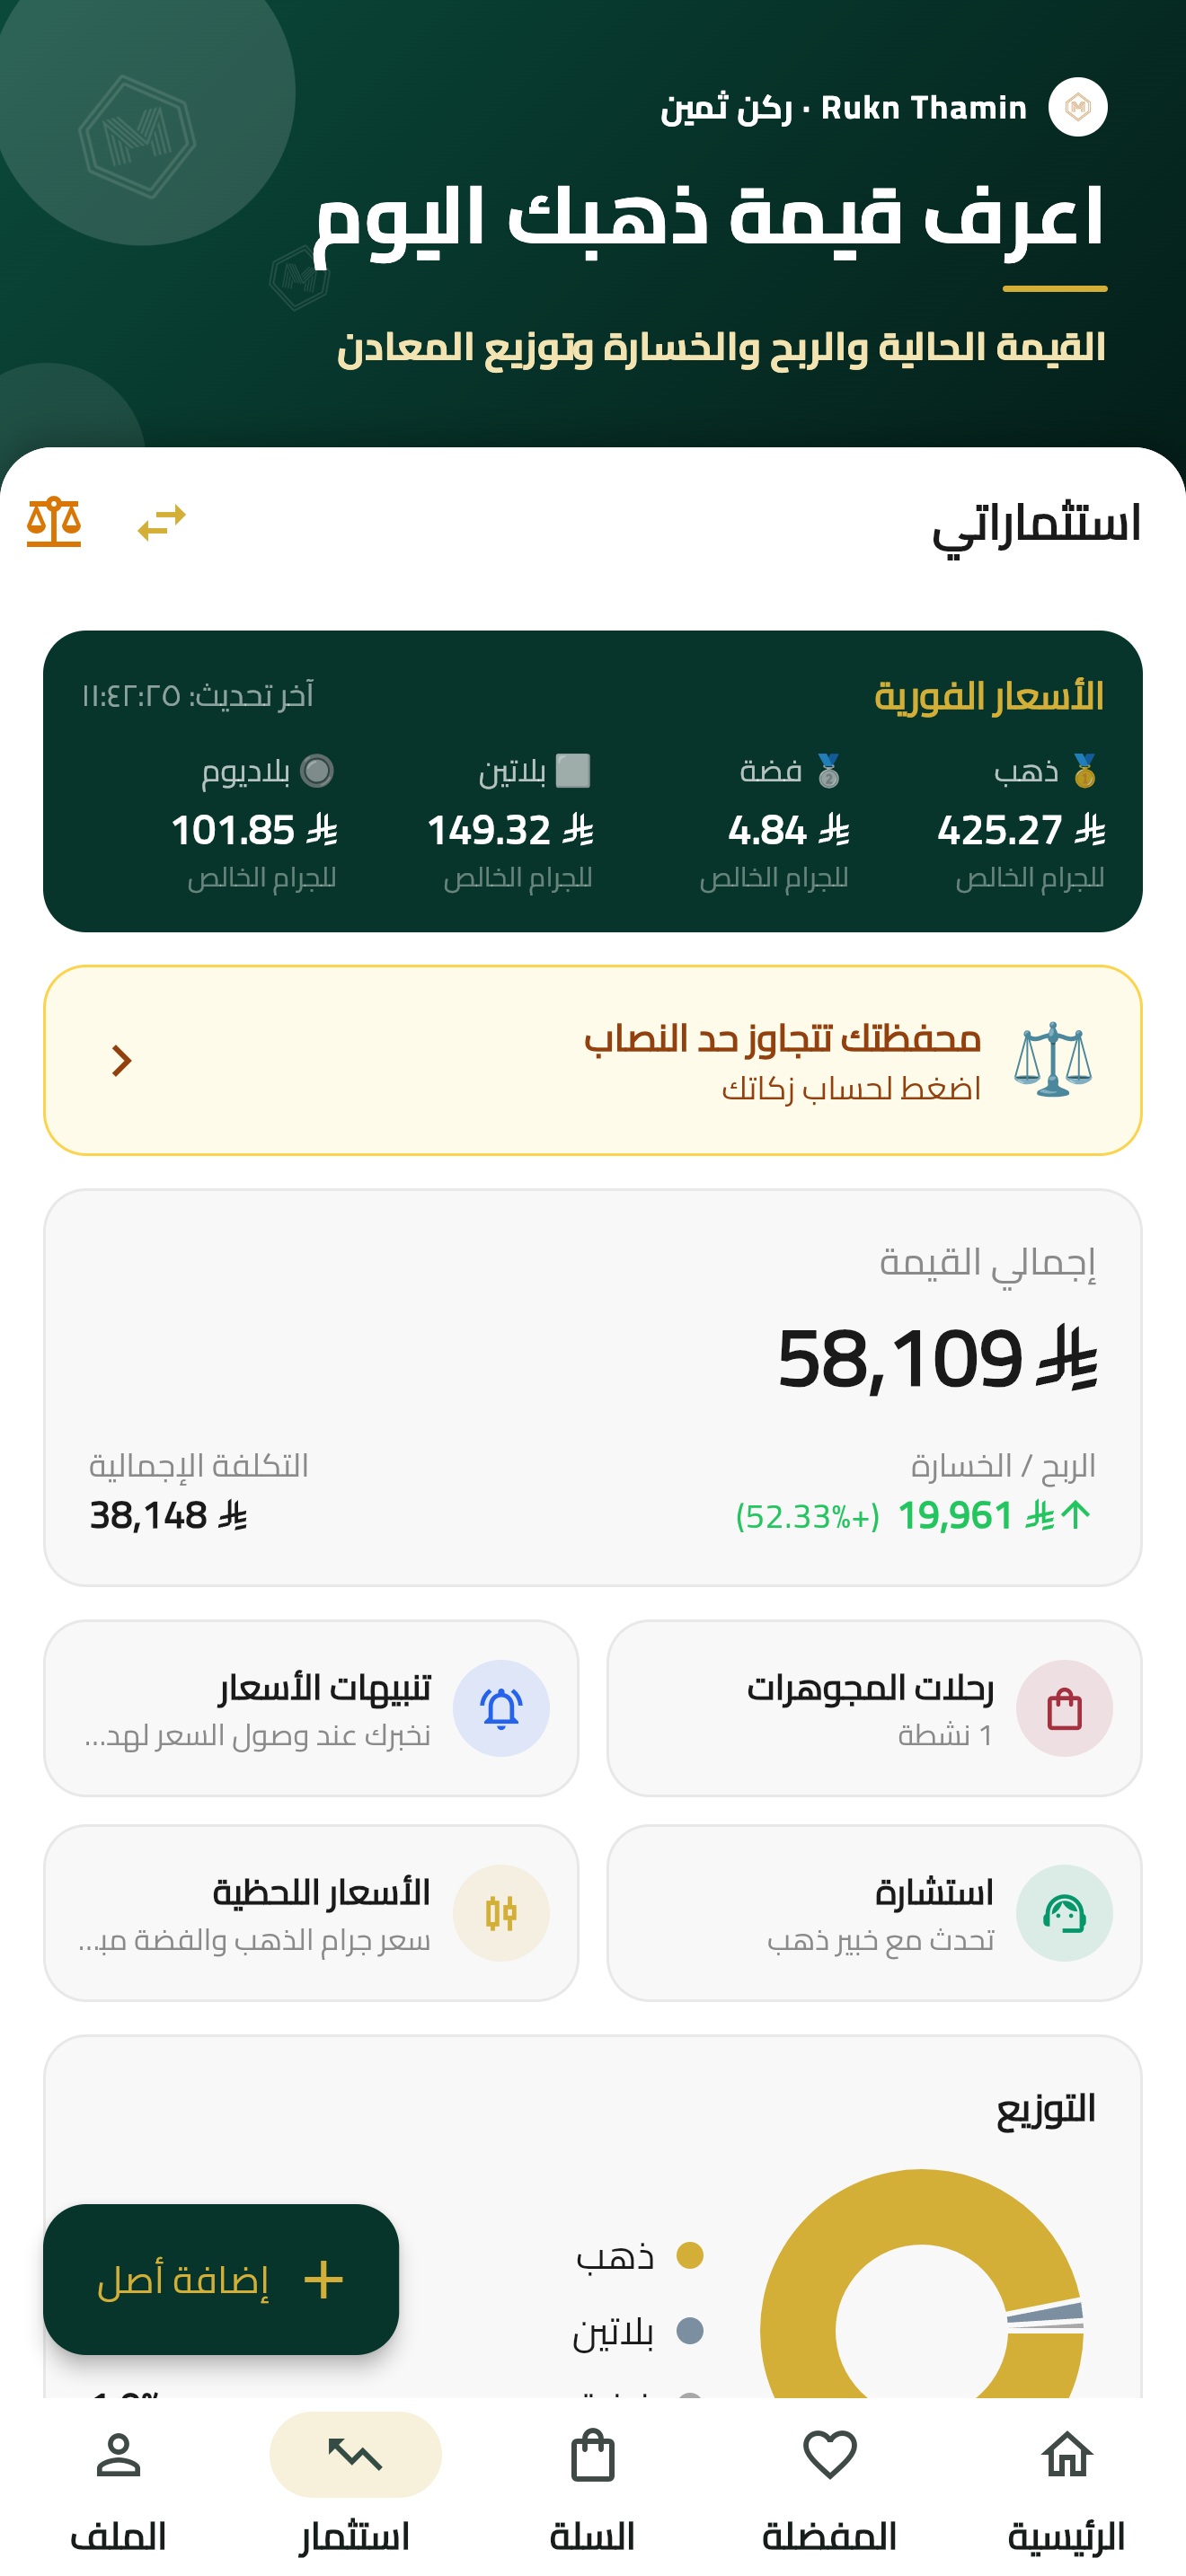 Rukn Thamin · ركن ثمين
اعرف قيمة ذهبك اليوم
القيمة الحالية والربح والخسارة وتوزيع المعادن
استثماراتي
الأسعار الفورية
آخر تحديث: ١١:٤٢:٢٥
ذهب
425.27
للجرام الخالص
فضة
4.84
للجرام الخالص
بلاتين
149.32
للجرام الخالص
بلاديوم
101.85
للجرام الخالص
محفظتك تتجاوز حد النصاب
اضغط لحساب زكاتك
إجمالي القيمة
58,109
الربح / الخسارة
19,961 (+52.33%)
التكلفة الإجمالية
38,148
رحلات المجوهرات
1 نشطة
تنبيهات الأسعار
نخبرك عند وصول السعر لهد...
استشارة
تحدث مع خبير ذهب
الأسعار اللحظية
سعر جرام الذهب والفضة مب...
التوزيع
ذهب
بلاتين
إضافة أصل
الرئيسية
المفضلة
السلة
استثمار
الملف